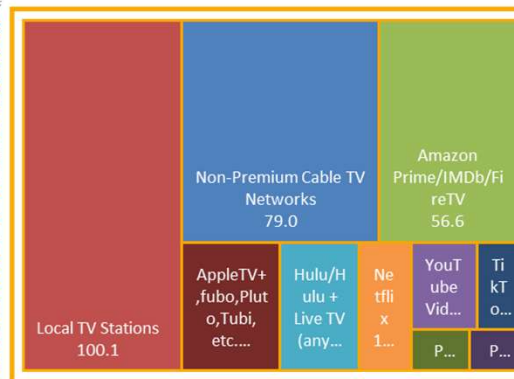 Local TV Stations
100.1
Non-Premium Cable TV
Networks
79.0
Amazon
Prime/IMDb/Fi
reTV
56.6
AppleTV+
,fubo,Plut
o,Tubi,
etc....
Hulu/H
ulu +
Live TV
(any...
Ne
tfli
x
1...
YouT
ube
Vid...
Ti
kT
o...
P...
P...